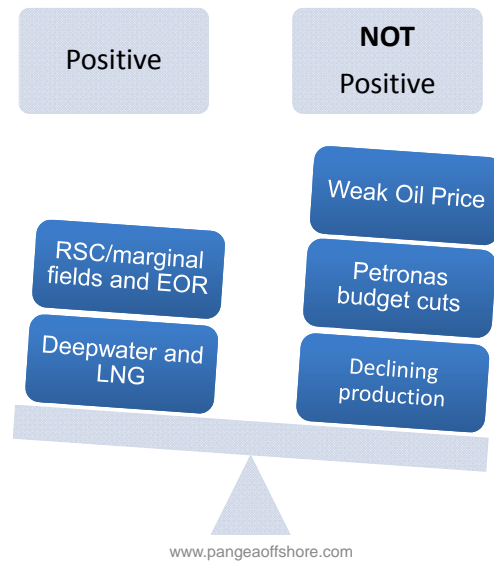 Positive
NOT
Positive
RSC/marginal
fields and EOR
Deepwater and
LNG
Weak Oil Price
Petronas
budget cuts
Declining
production
www.pangeaoffshore.com